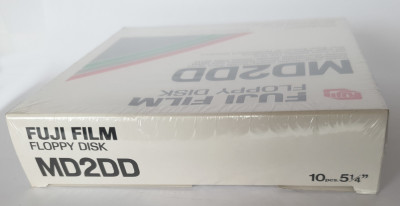 FUJI FILM
FLOPPY DISK
MD2DD
FUJI FILM
FLOPPY DISK
MD2DD
10pcs. 5¼"